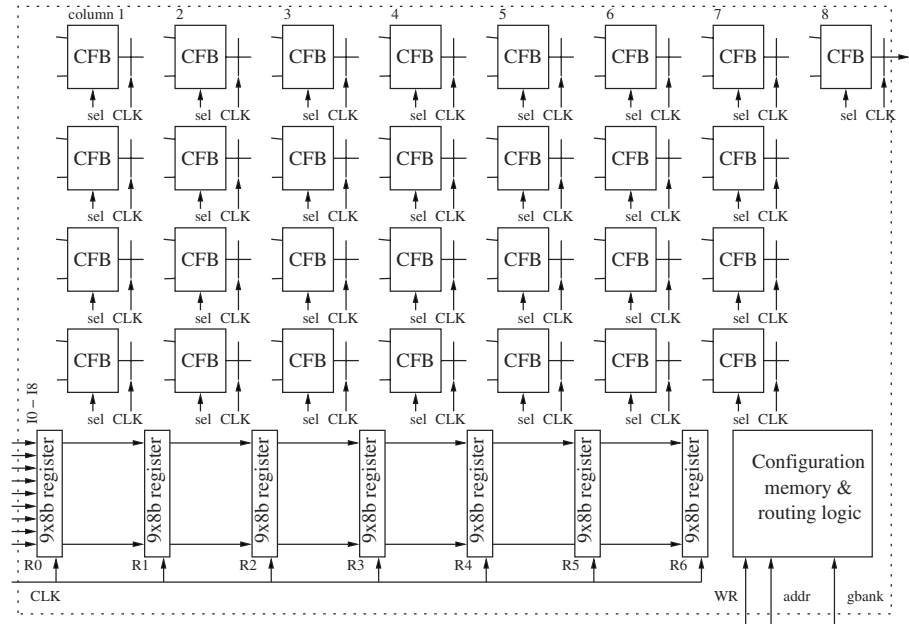 column 1 2 3 4 5 6 7 8
CFB CFB CFB CFB CFB CFB CFB CFB
sel CLK sel CLK sel CLK sel CLK sel CLK sel CLK sel CLK sel CLK
CFB CFB CFB CFB CFB CFB CFB
sel CLK sel CLK sel CLK sel CLK sel CLK sel CLK sel CLK
CFB CFB CFB CFB CFB CFB CFB
sel CLK sel CLK sel CLK sel CLK sel CLK sel CLK sel CLK
CFB CFB CFB CFB CFB CFB CFB
sel CLK sel CLK sel CLK sel CLK sel CLK sel CLK sel CLK
I0 – I8
9x8b register
9x8b register
9x8b register
9x8b register
9x8b register
9x8b register
9x8b register
Configuration
memory &
routing logic
R0 R1 R2 R3 R4 R5 R6
CLK
WR addr gbank